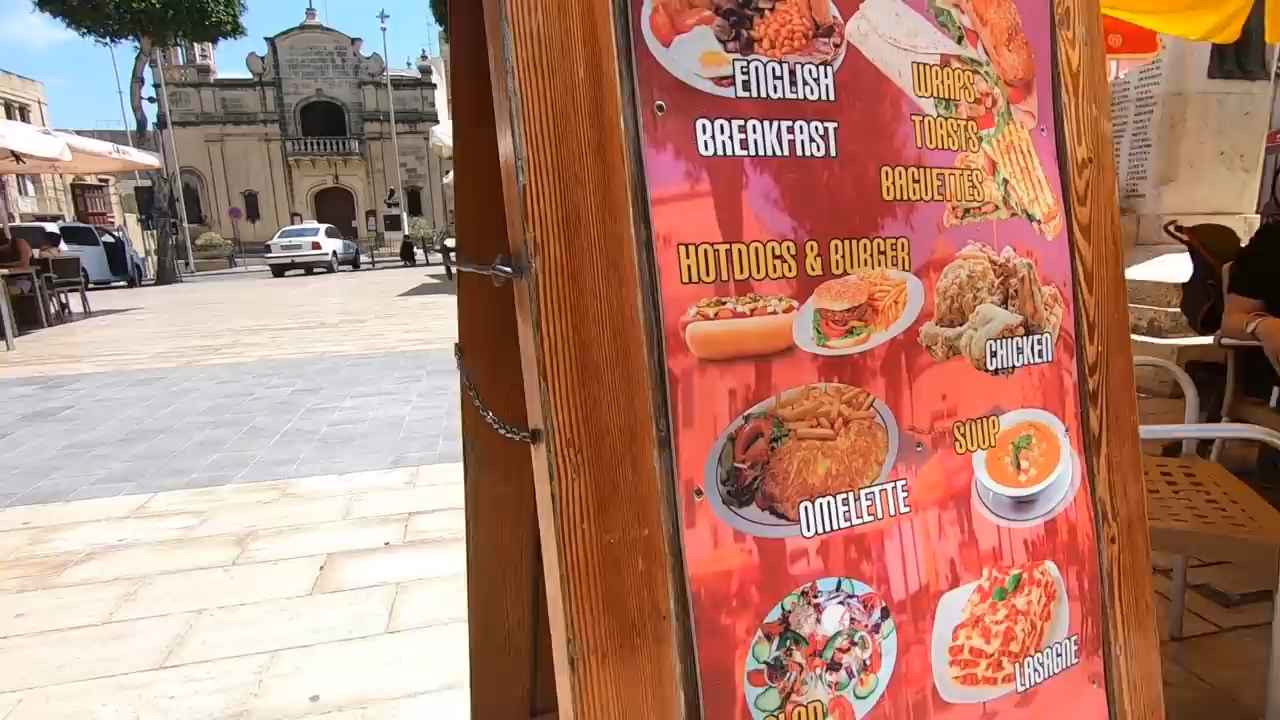 ENGLISH
BREAKFAST
WRAPS
TOASTS
BAGUETTES
HOTDOGS & BURGER
CHICKEN
SOUP
OMELETTE
LASAGNE